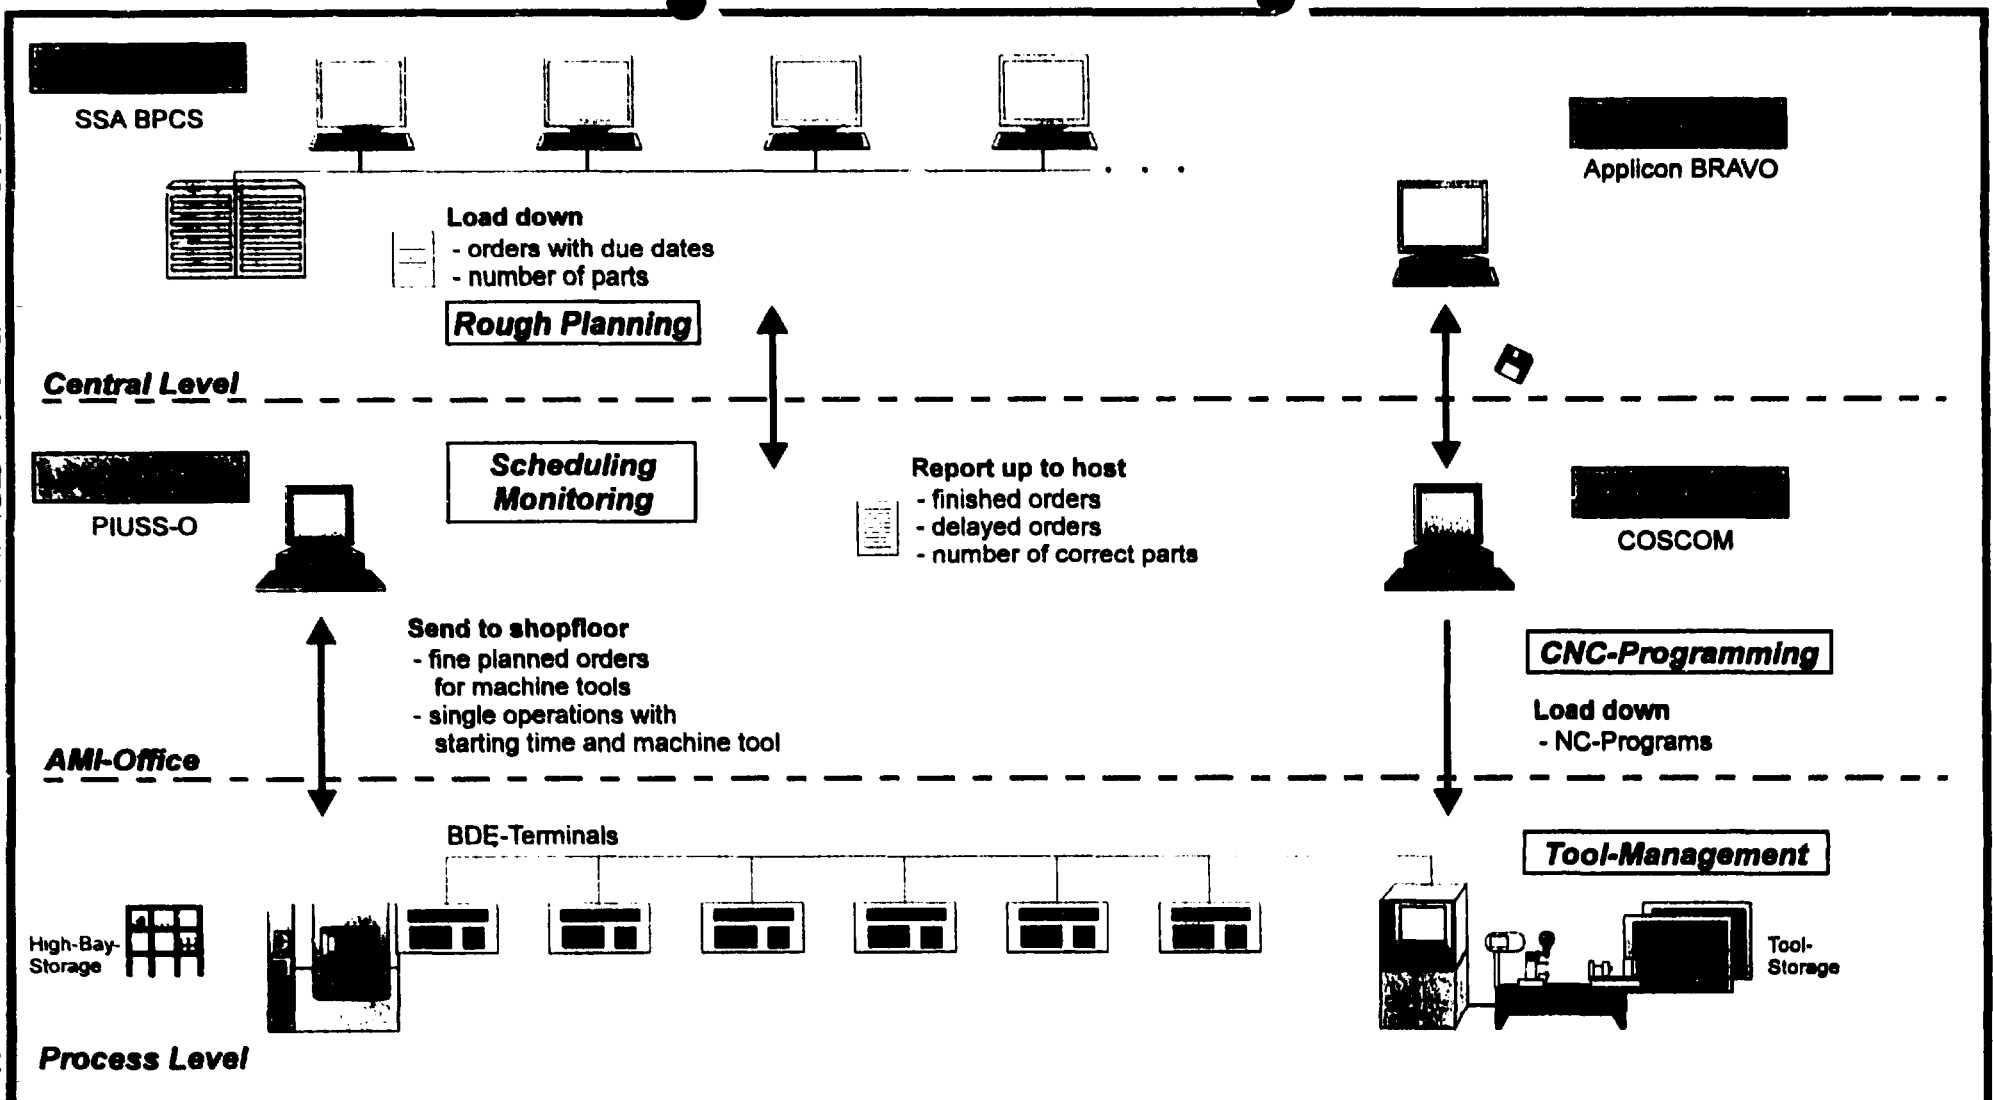 SSA BPCS
Applicon BRAVO
Load down
- orders with due dates
- number of parts
Rough Planning
Central Level
Scheduling
Monitoring
PIUSS-O
Report up to host
- finished orders
- delayed orders
- number of correct parts
COSCOM
Send to shopfloor
- fine planned orders
for machine tools
- single operations with
starting time and machine tool
CNC-Programming
Load down
- NC-Programs
AMI-Office
BDE-Terminals
Tool-Management
High-Bay-
Storage
Tool-
Storage
Process Level